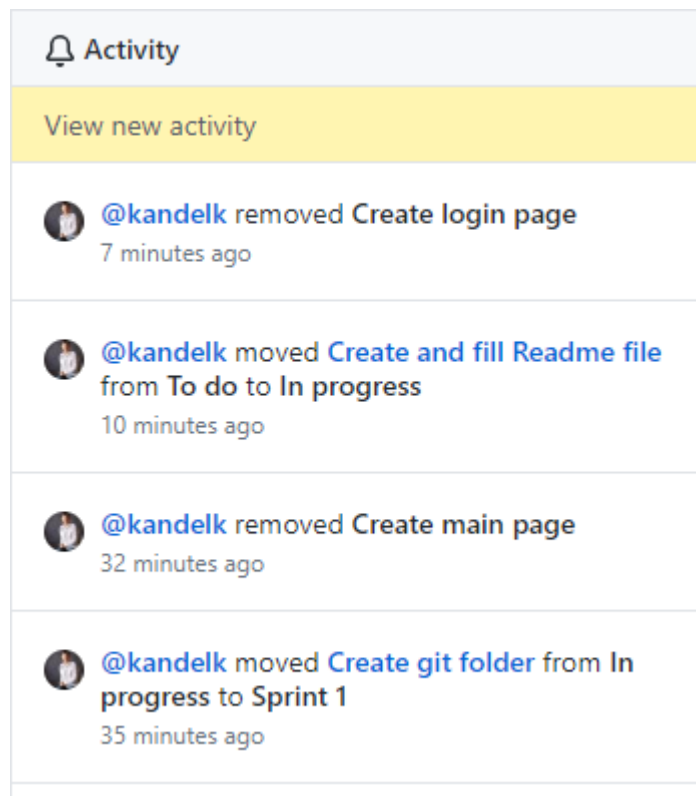 Activity
View new activity
@kandelk removed Create login page
7 minutes ago
@kandelk moved Create and fill Readme file
from To do to In progress
10 minutes ago
@kandelk removed Create main page
32 minutes ago
@kandelk moved Create git folder from In
progress to Sprint 1
35 minutes ago